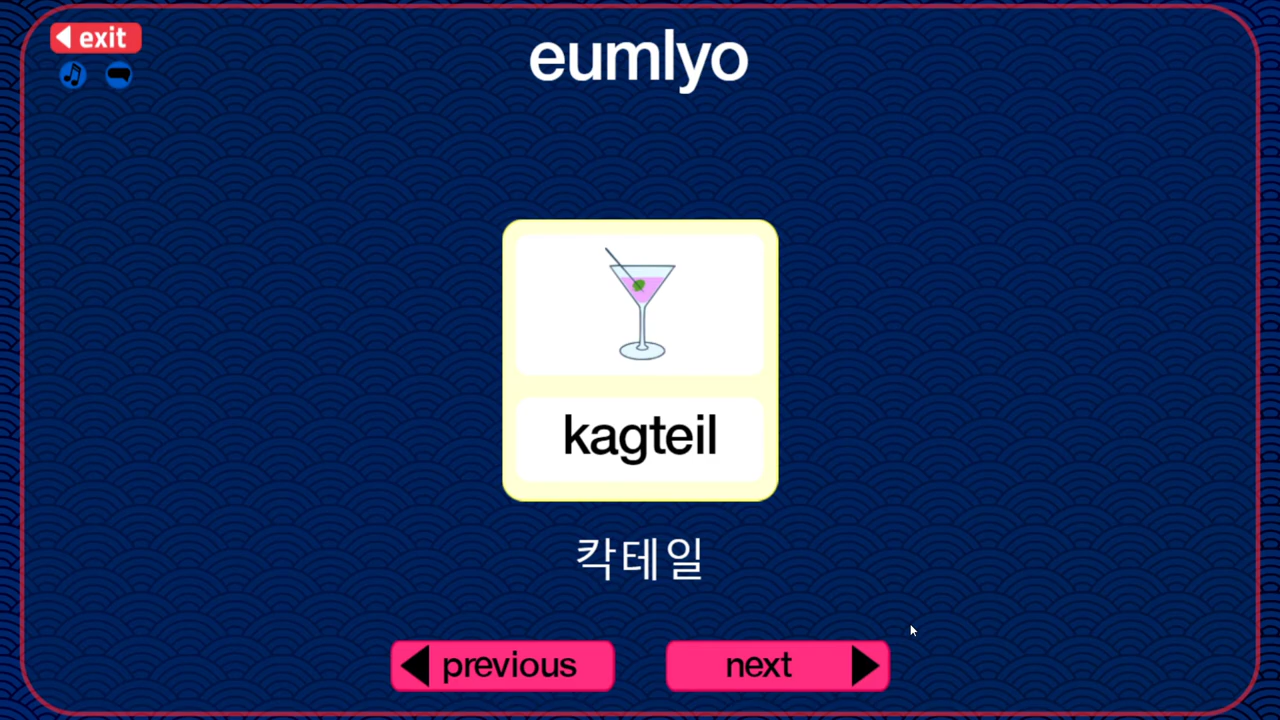 exit
eumlyo
kagteil
칵테일
previous
next